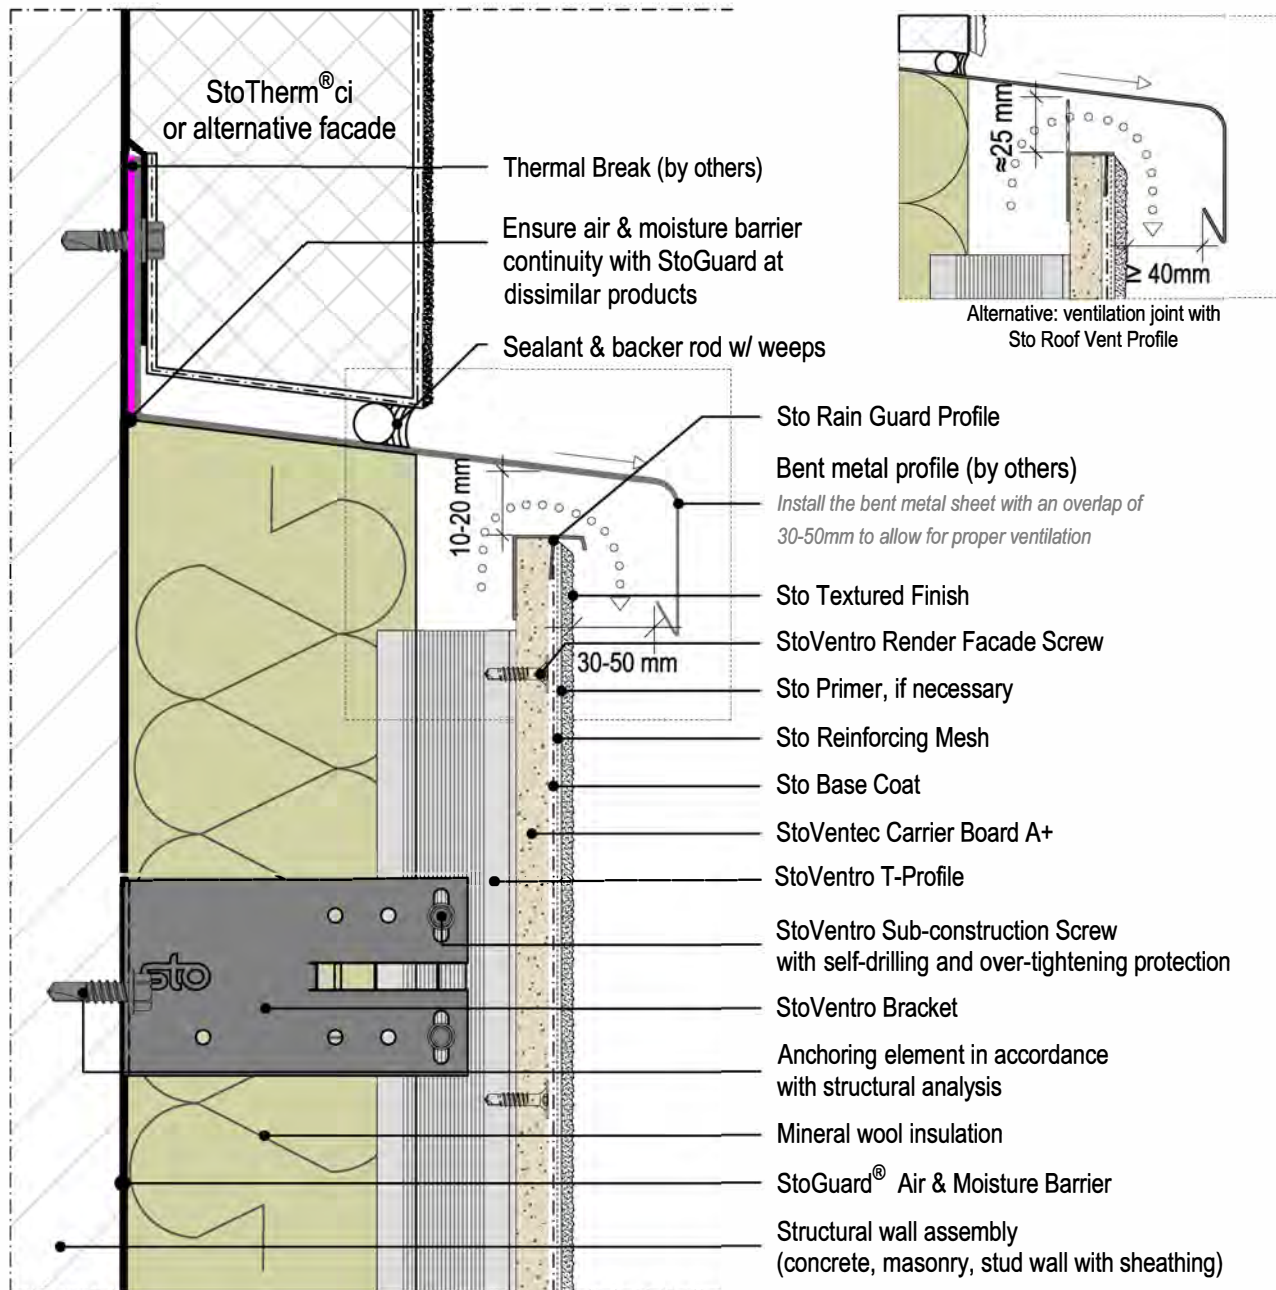 StoTherm®ci
or alternative facade
Thermal Break (by others)
Ensure air & moisture barrier
continuity with StoGuard at
dissimilar products
Sealant & backer rod w/ weeps
≈25 mm
≥ 40mm
Alternative: ventilation joint with
Sto Roof Vent Profile
Sto Rain Guard Profile
Bent metal profile (by others)
Install the bent metal sheet with an overlap of
30-50mm to allow for proper ventilation
10-20 mm
30-50 mm
Sto Textured Finish
StoVentro Render Facade Screw
Sto Primer, if necessary
Sto Reinforcing Mesh
Sto Base Coat
StoVentec Carrier Board A+
StoVentro T-Profile
StoVentro Sub-construction Screw
with self-drilling and over-tightening protection
sto
StoVentro Bracket
Anchoring element in accordance
with structural analysis
Mineral wool insulation
StoGuard® Air & Moisture Barrier
Structural wall assembly
(concrete, masonry, stud wall with sheathing)